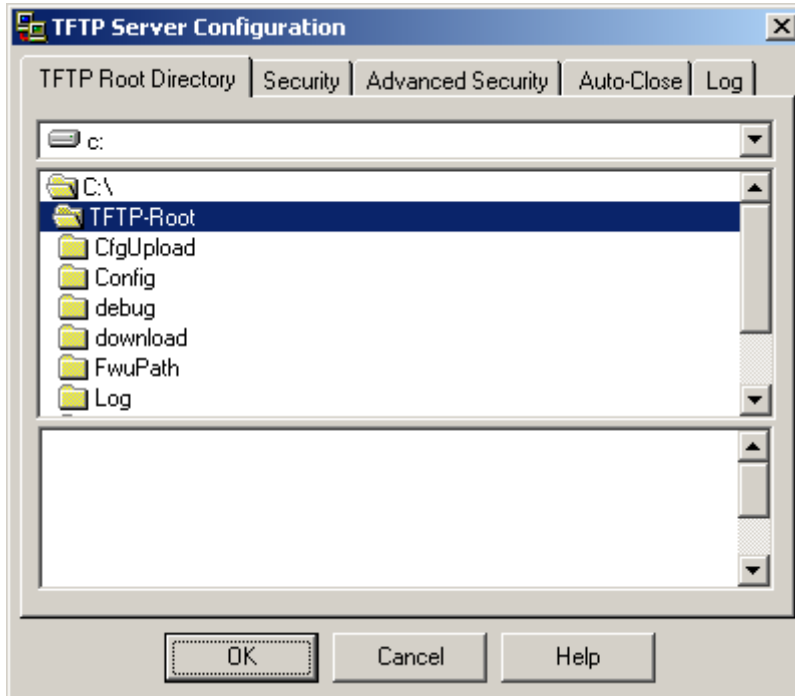 TFTP Server Configuration
TFTP Root Directory Security Advanced Security Auto-Close Log
c:
C:\
TFTP-Root
CfgUpload
Config
debug
download
FwuPath
Log
OK Cancel Help